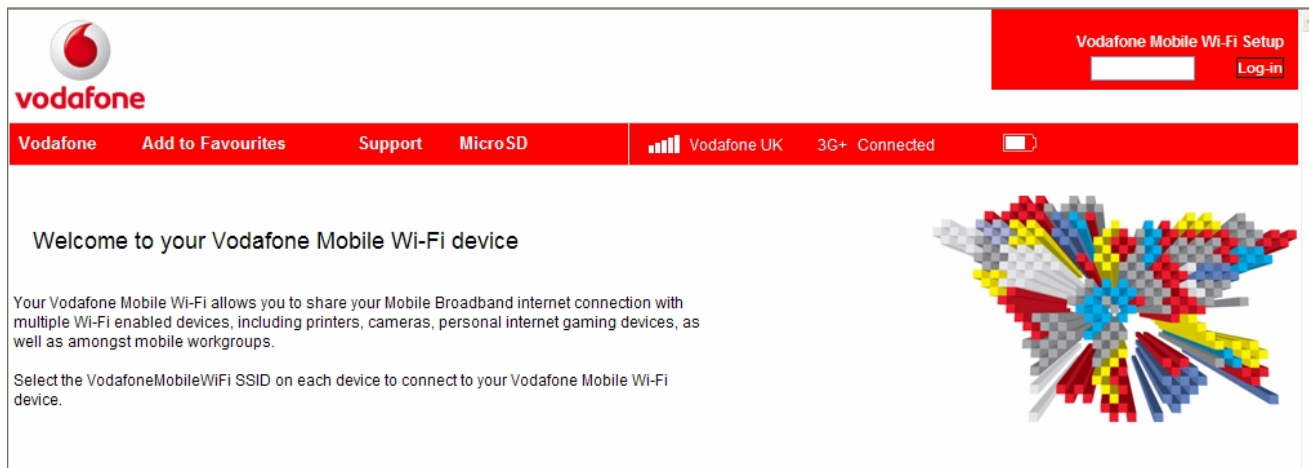 vodafone
Vodafone Mobile Wi-Fi Setup
Log-in
Vodafone Add to Favourites Support MicroSD Vodafone UK 3G+ Connected
Welcome to your Vodafone Mobile Wi-Fi device
Your Vodafone Mobile Wi-Fi allows you to share your Mobile Broadband internet connection with
multiple Wi-Fi enabled devices, including printers, cameras, personal internet gaming devices, as
well as amongst mobile workgroups.
Select the VodafoneMobileWiFi SSID on each device to connect to your Vodafone Mobile Wi-Fi
device.